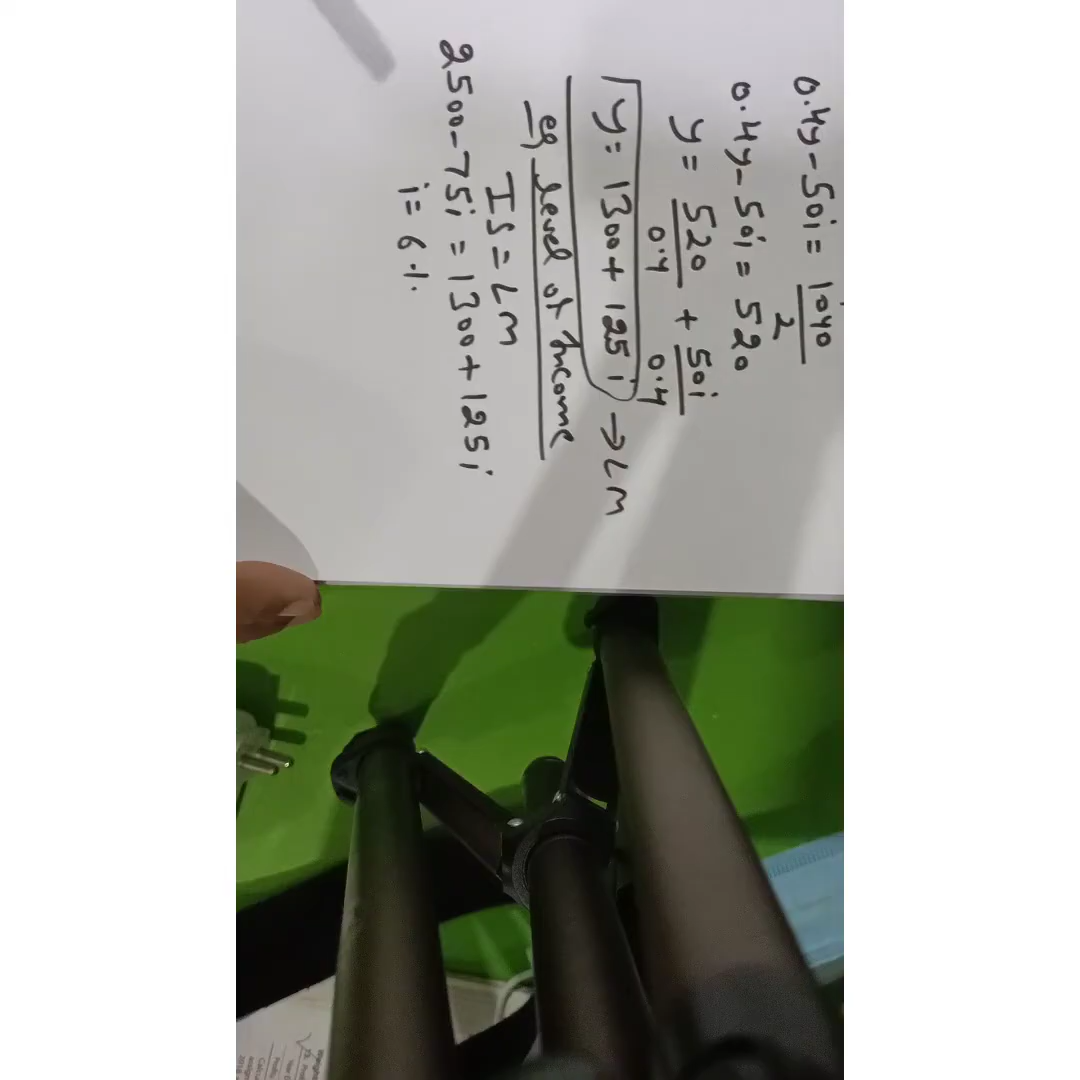 0.4y - 50i = 1040/2
0.4y - 50i = 520
y = 520/0.4 + 50i/0.4
y = 1300 + 125i → LM
eq level of Income
IS = LM
2500 - 75i = 1300 + 125i
i = 6%